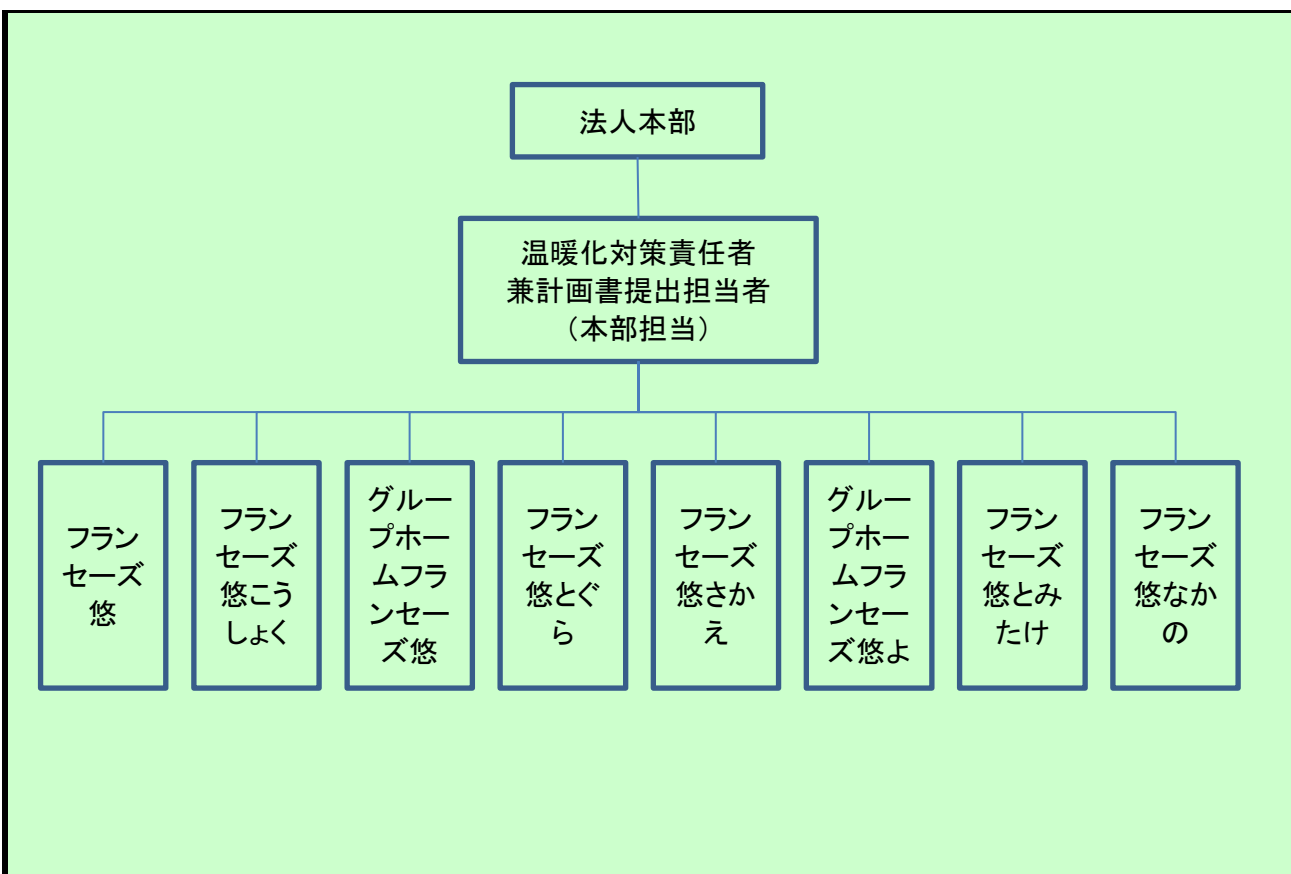 法人本部
温暖化対策責任者
兼計画書提出担当者
（本部担当）
フラン
セーズ
悠
フラン
セーズ
悠こう
しょく
グルー
プホー
ムフラ
ンセー
ズ悠
フラン
セーズ
悠とぐ
ら
フラン
セーズ
悠さか
え
グルー
プホー
ムフラ
ンセー
ズ悠よ
フラン
セーズ
悠とみ
たけ
フラン
セーズ
悠なか
の